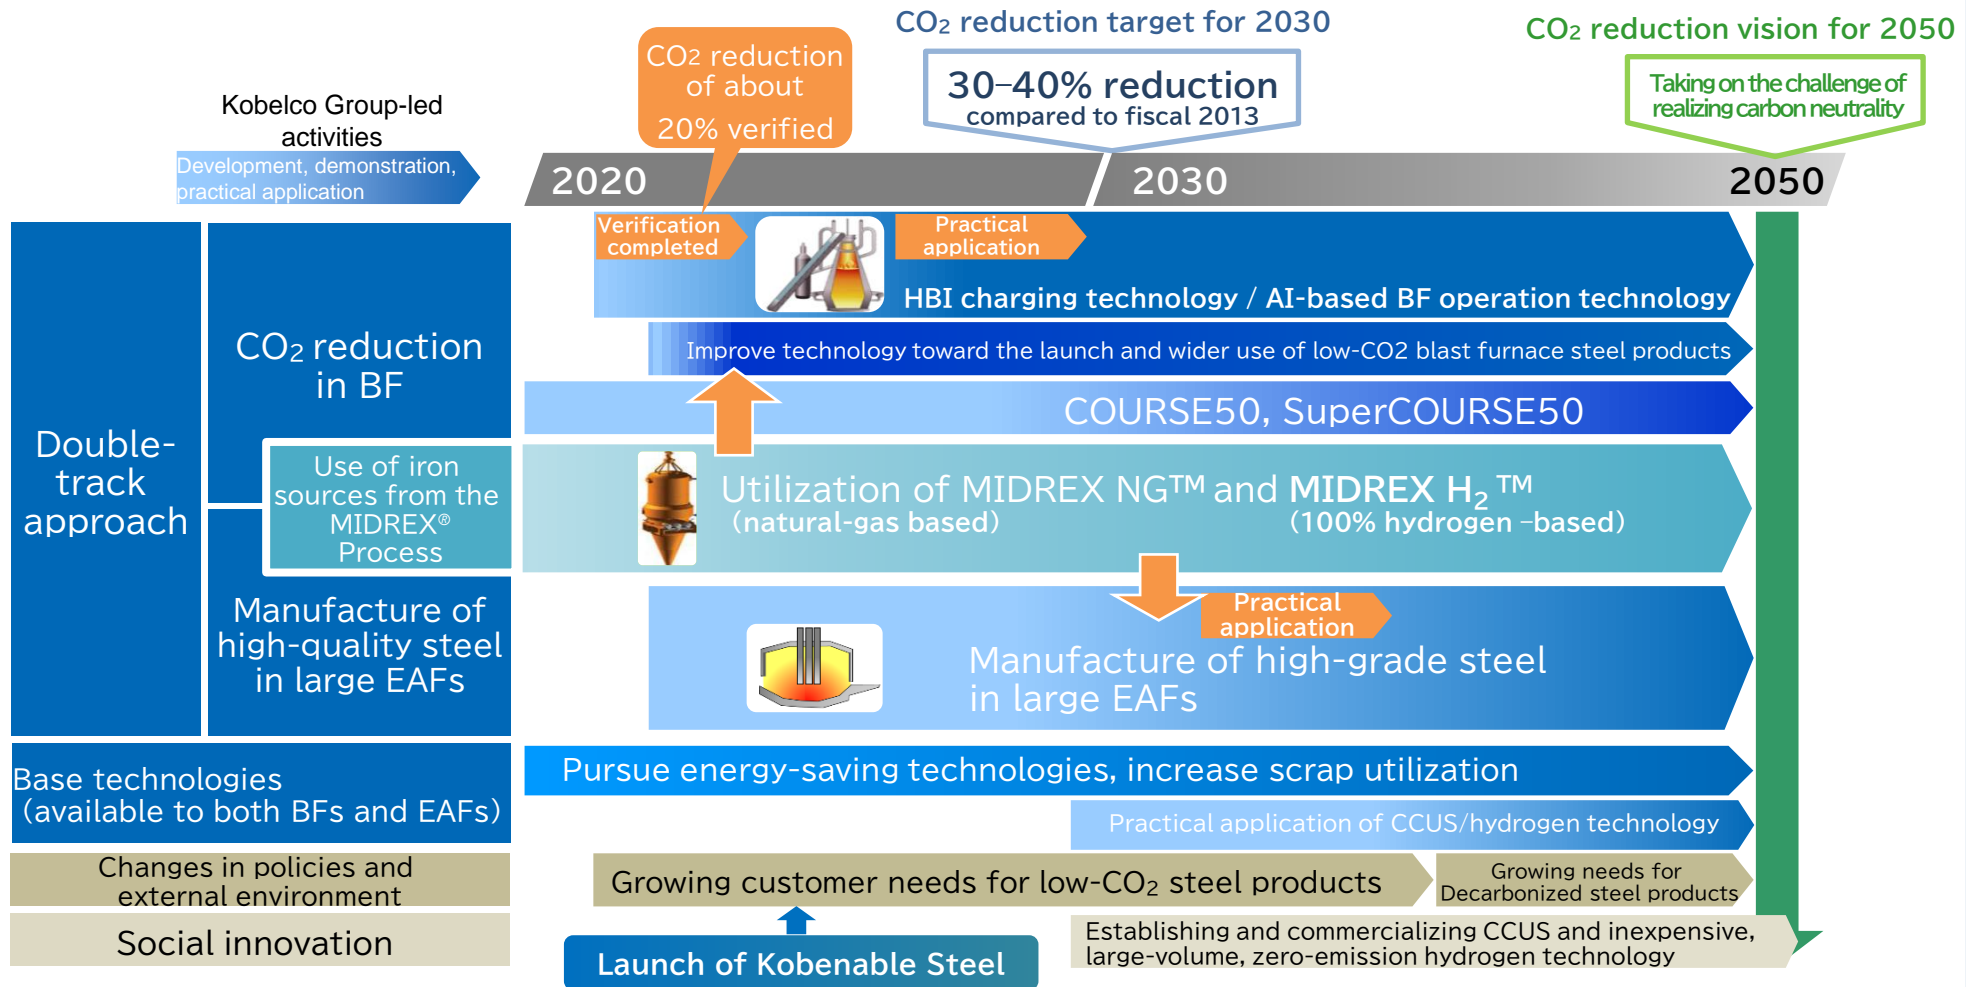 CO2 reduction target for 2030
CO2 reduction vision for 2050
CO2 reduction
of about
20% verified
30–40% reduction
compared to fiscal 2013
Taking on the challenge of
realizing carbon neutrality
Kobelco Group-led
activities
Development, demonstration,
practical application
2020
2030
2050
Double-
track
approach
CO2 reduction
in BF
Verification
completed
Practical
application
HBI charging technology / AI-based BF operation technology
Improve technology toward the launch and wider use of low-CO2 blast furnace steel products
COURSE50, SuperCOURSE50
Use of iron
sources from the
MIDREX®
Process
Utilization of MIDREX NG™ and MIDREX H2 ™
(natural-gas based)
(100% hydrogen –based)
Manufacture of
high-quality steel
in large EAFs
Practical
application
Manufacture of high-grade steel
in large EAFs
Base technologies
(available to both BFs and EAFs)
Pursue energy-saving technologies, increase scrap utilization
Practical application of CCUS/hydrogen technology
Changes in policies and
external environment
Growing customer needs for low-CO2 steel products
Growing needs for
Decarbonized steel products
Social innovation
Launch of Kobenable Steel
Establishing and commercializing CCUS and inexpensive,
large-volume, zero-emission hydrogen technology